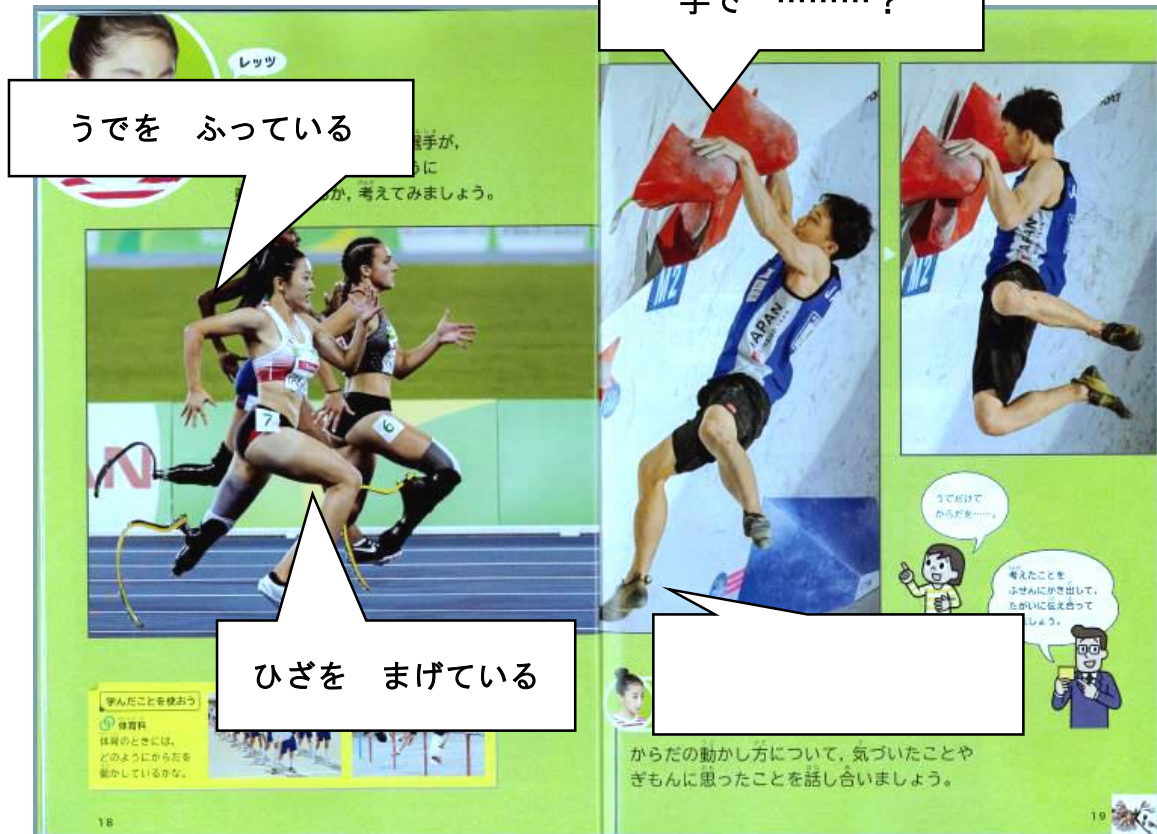 レッツ
うでを　ふっている
選手が,
うに
か, 考えてみましょう。
7
6
AN
ひざを　まげている
学んだことを使おう
体育科
体育のときには,
どのようにからだを
動かしているかな。
18
手で　………？
M2
JAPAN
M2
JAPAN
うでだけで
からだを……。
考えたことを
ふせんにかき出して,
たがいに伝え合って
ましょう。
からだの動かし方について, 気づいたことや
ぎもんに思ったことを話し合いましょう。
19